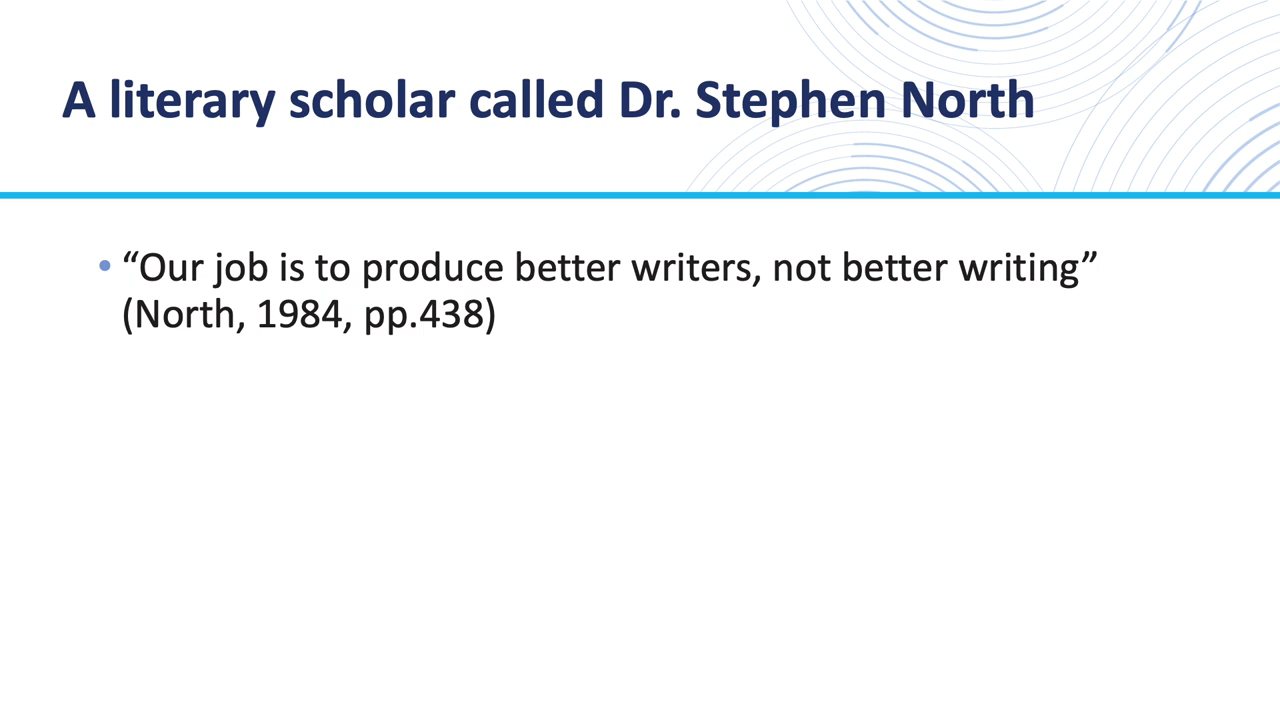 A literary scholar called Dr. Stephen North
• “Our job is to produce better writers, not better writing”
(North, 1984, pp.438)